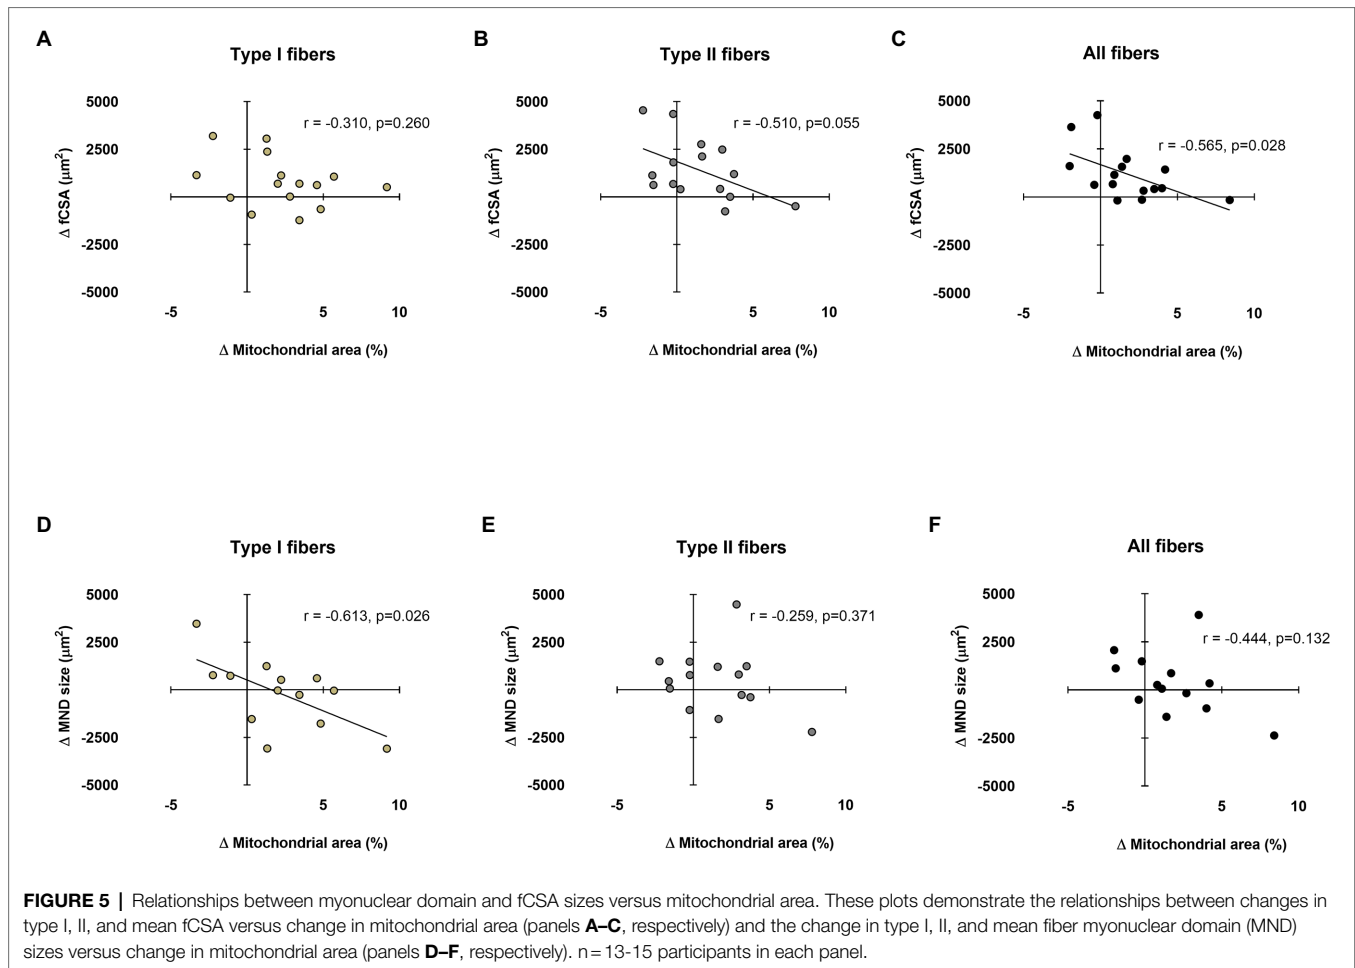 A
Type I fibers
5000
2500
-2500
-5000
-5
5
10
r = -0.310, p=0.260
Δ fCSA (μm²)
Δ Mitochondrial area (%)
B
Type II fibers
5000
2500
-2500
-5000
-5
5
10
r = -0.510, p=0.055
Δ fCSA (μm²)
Δ Mitochondrial area (%)
C
All fibers
5000
2500
-2500
-5000
-5
5
10
r = -0.565, p=0.028
Δ fCSA (μm²)
Δ Mitochondrial area (%)
D
Type I fibers
5000
2500
-2500
-5000
-5
5
10
r = -0.613, p=0.026
Δ MND size (μm²)
Δ Mitochondrial area (%)
E
Type II fibers
5000
2500
-2500
-5000
-5
5
10
r = -0.259, p=0.371
Δ MND size (μm²)
Δ Mitochondrial area (%)
F
All fibers
5000
2500
-2500
-5000
-5
5
10
r = -0.444, p=0.132
Δ MND size (μm²)
Δ Mitochondrial area (%)
FIGURE 5 | Relationships between myonuclear domain and fCSA sizes versus mitochondrial area. These plots demonstrate the relationships between changes in
type I, II, and mean fCSA versus change in mitochondrial area (panels A–C, respectively) and the change in type I, II, and mean fiber myonuclear domain (MND)
sizes versus change in mitochondrial area (panels D–F, respectively). n=13-15 participants in each panel.